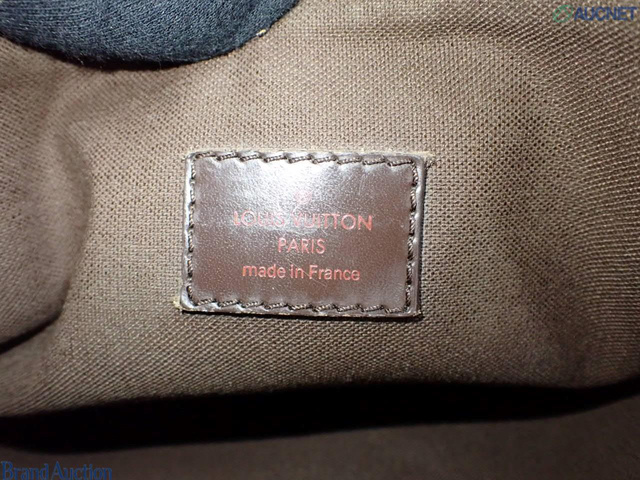 AUCNET
LOUIS VUITTON
PARIS
made in France
Brand Auction